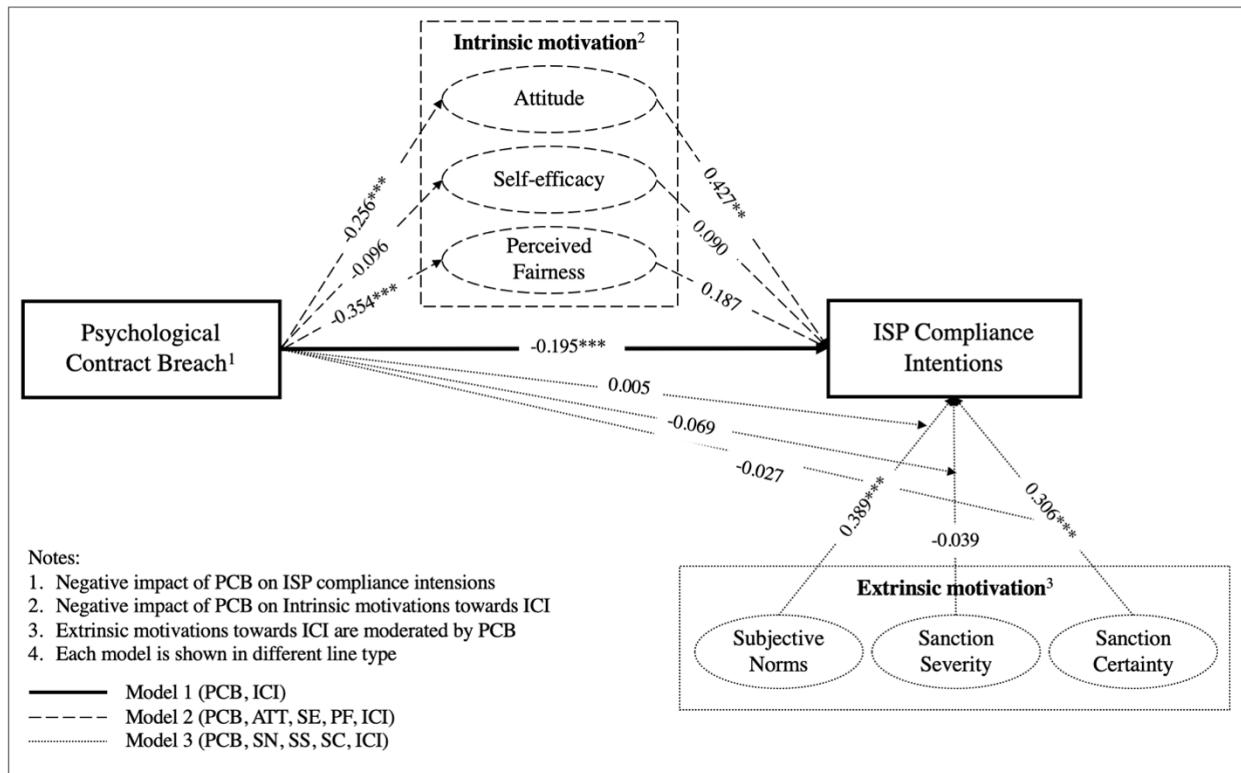 Intrinsic motivation²
Attitude
Self-efficacy
Perceived
Fairness
-0.256***
-0.096
-0.354***
0.427**
0.090
0.187
Psychological
Contract Breach¹
-0.195***
ISP Compliance
Intentions
0.005
-0.069
-0.027
0.389***
-0.039
0.306***
Extrinsic motivation³
Subjective
Norms
Sanction
Severity
Sanction
Certainty
Notes:
1. Negative impact of PCB on ISP compliance intensions
2. Negative impact of PCB on Intrinsic motivations towards ICI
3. Extrinsic motivations towards ICI are moderated by PCB
4. Each model is shown in different line type
Model 1 (PCB, ICI)
Model 2 (PCB, ATT, SE, PF, ICI)
Model 3 (PCB, SN, SS, SC, ICI)